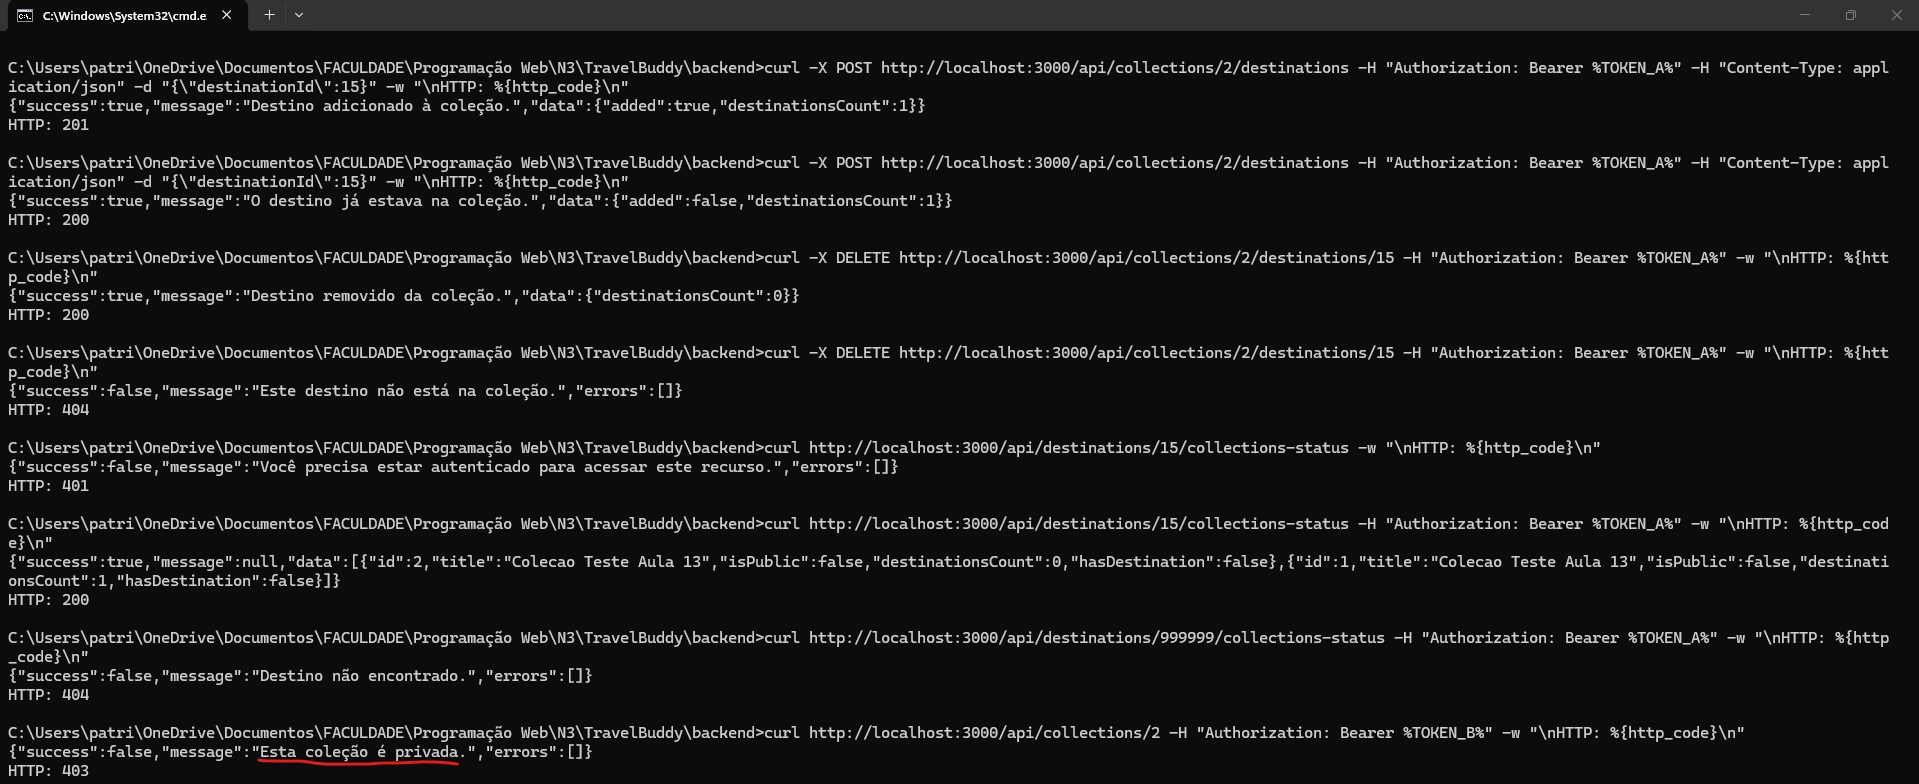 C:\Windows\System32\cmd.e
C:\Users\patri\OneDrive\Documentos\FACULDADE\Programação Web\N3\TravelBuddy\backend>curl -X POST http://localhost:3000/api/collections/2/destinations -H "Authorization: Bearer %TOKEN_A%" -H "Content-Type: appl
ication/json" -d "{\"destinationId\":15}" -w "\nHTTP: %{http_code}\n"
{"success":true,"message":"Destino adicionado à coleção.","data":{"added":true,"destinationsCount":1}}
HTTP: 201
C:\Users\patri\OneDrive\Documentos\FACULDADE\Programação Web\N3\TravelBuddy\backend>curl -X POST http://localhost:3000/api/collections/2/destinations -H "Authorization: Bearer %TOKEN_A%" -H "Content-Type: appl
ication/json" -d "{\"destinationId\":15}" -w "\nHTTP: %{http_code}\n"
{"success":true,"message":"O destino já estava na coleção.","data":{"added":false,"destinationsCount":1}}
HTTP: 200
C:\Users\patri\OneDrive\Documentos\FACULDADE\Programação Web\N3\TravelBuddy\backend>curl -X DELETE http://localhost:3000/api/collections/2/destinations/15 -H "Authorization: Bearer %TOKEN_A%" -w "\nHTTP: %{htt
p_code}\n"
{"success":true,"message":"Destino removido da coleção.","data":{"destinationsCount":0}}
HTTP: 200
C:\Users\patri\OneDrive\Documentos\FACULDADE\Programação Web\N3\TravelBuddy\backend>curl -X DELETE http://localhost:3000/api/collections/2/destinations/15 -H "Authorization: Bearer %TOKEN_A%" -w "\nHTTP: %{htt
p_code}\n"
{"success":false,"message":"Este destino não está na coleção.","errors":[]}
HTTP: 404
C:\Users\patri\OneDrive\Documentos\FACULDADE\Programação Web\N3\TravelBuddy\backend>curl http://localhost:3000/api/destinations/15/collections-status -w "\nHTTP: %{http_code}\n"
{"success":false,"message":"Você precisa estar autenticado para acessar este recurso.","errors":[]}
HTTP: 401
C:\Users\patri\OneDrive\Documentos\FACULDADE\Programação Web\N3\TravelBuddy\backend>curl http://localhost:3000/api/destinations/15/collections-status -H "Authorization: Bearer %TOKEN_A%" -w "\nHTTP: %{http_cod
e}\n"
{"success":true,"message":null,"data":[{"id":2,"title":"Colecao Teste Aula 13","isPublic":false,"destinationsCount":0,"hasDestination":false},{"id":1,"title":"Colecao Teste Aula 13","isPublic":false,"destinati
onsCount":1,"hasDestination":false}]}
HTTP: 200
C:\Users\patri\OneDrive\Documentos\FACULDADE\Programação Web\N3\TravelBuddy\backend>curl http://localhost:3000/api/destinations/999999/collections-status -H "Authorization: Bearer %TOKEN_A%" -w "\nHTTP: %{http
_code}\n"
{"success":false,"message":"Destino não encontrado.","errors":[]}
HTTP: 404
C:\Users\patri\OneDrive\Documentos\FACULDADE\Programação Web\N3\TravelBuddy\backend>curl http://localhost:3000/api/collections/2 -H "Authorization: Bearer %TOKEN_B%" -w "\nHTTP: %{http_code}\n"
{"success":false,"message":"Esta coleção é privada.","errors":[]}
HTTP: 403